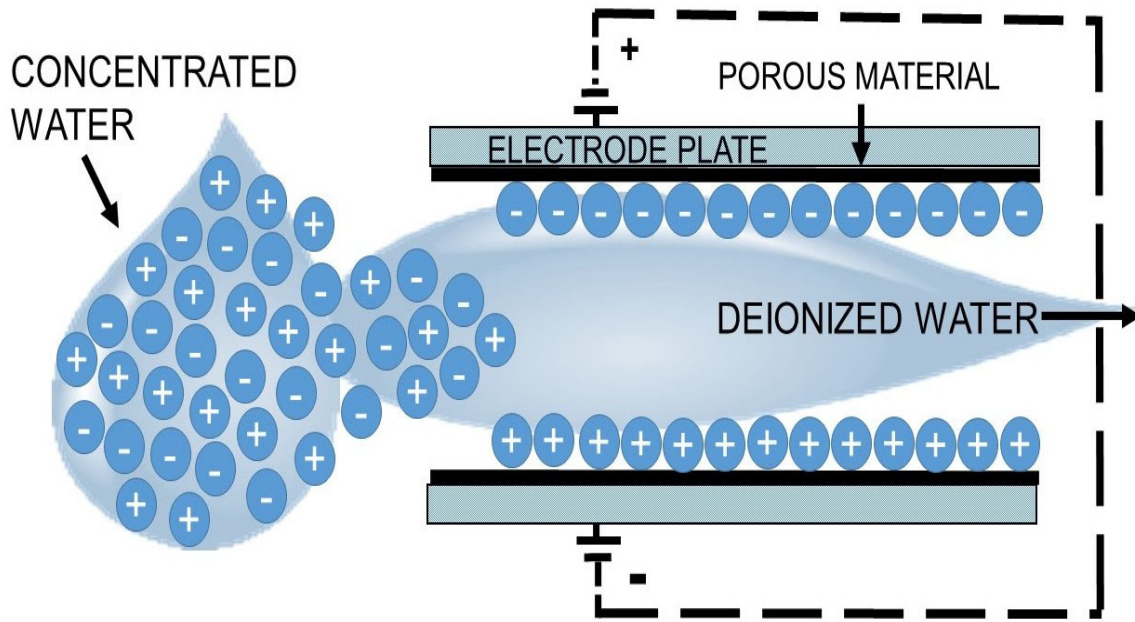 CONCENTRATED
WATER
+
POROUS MATERIAL
ELECTRODE PLATE
DEIONIZED WATER
-